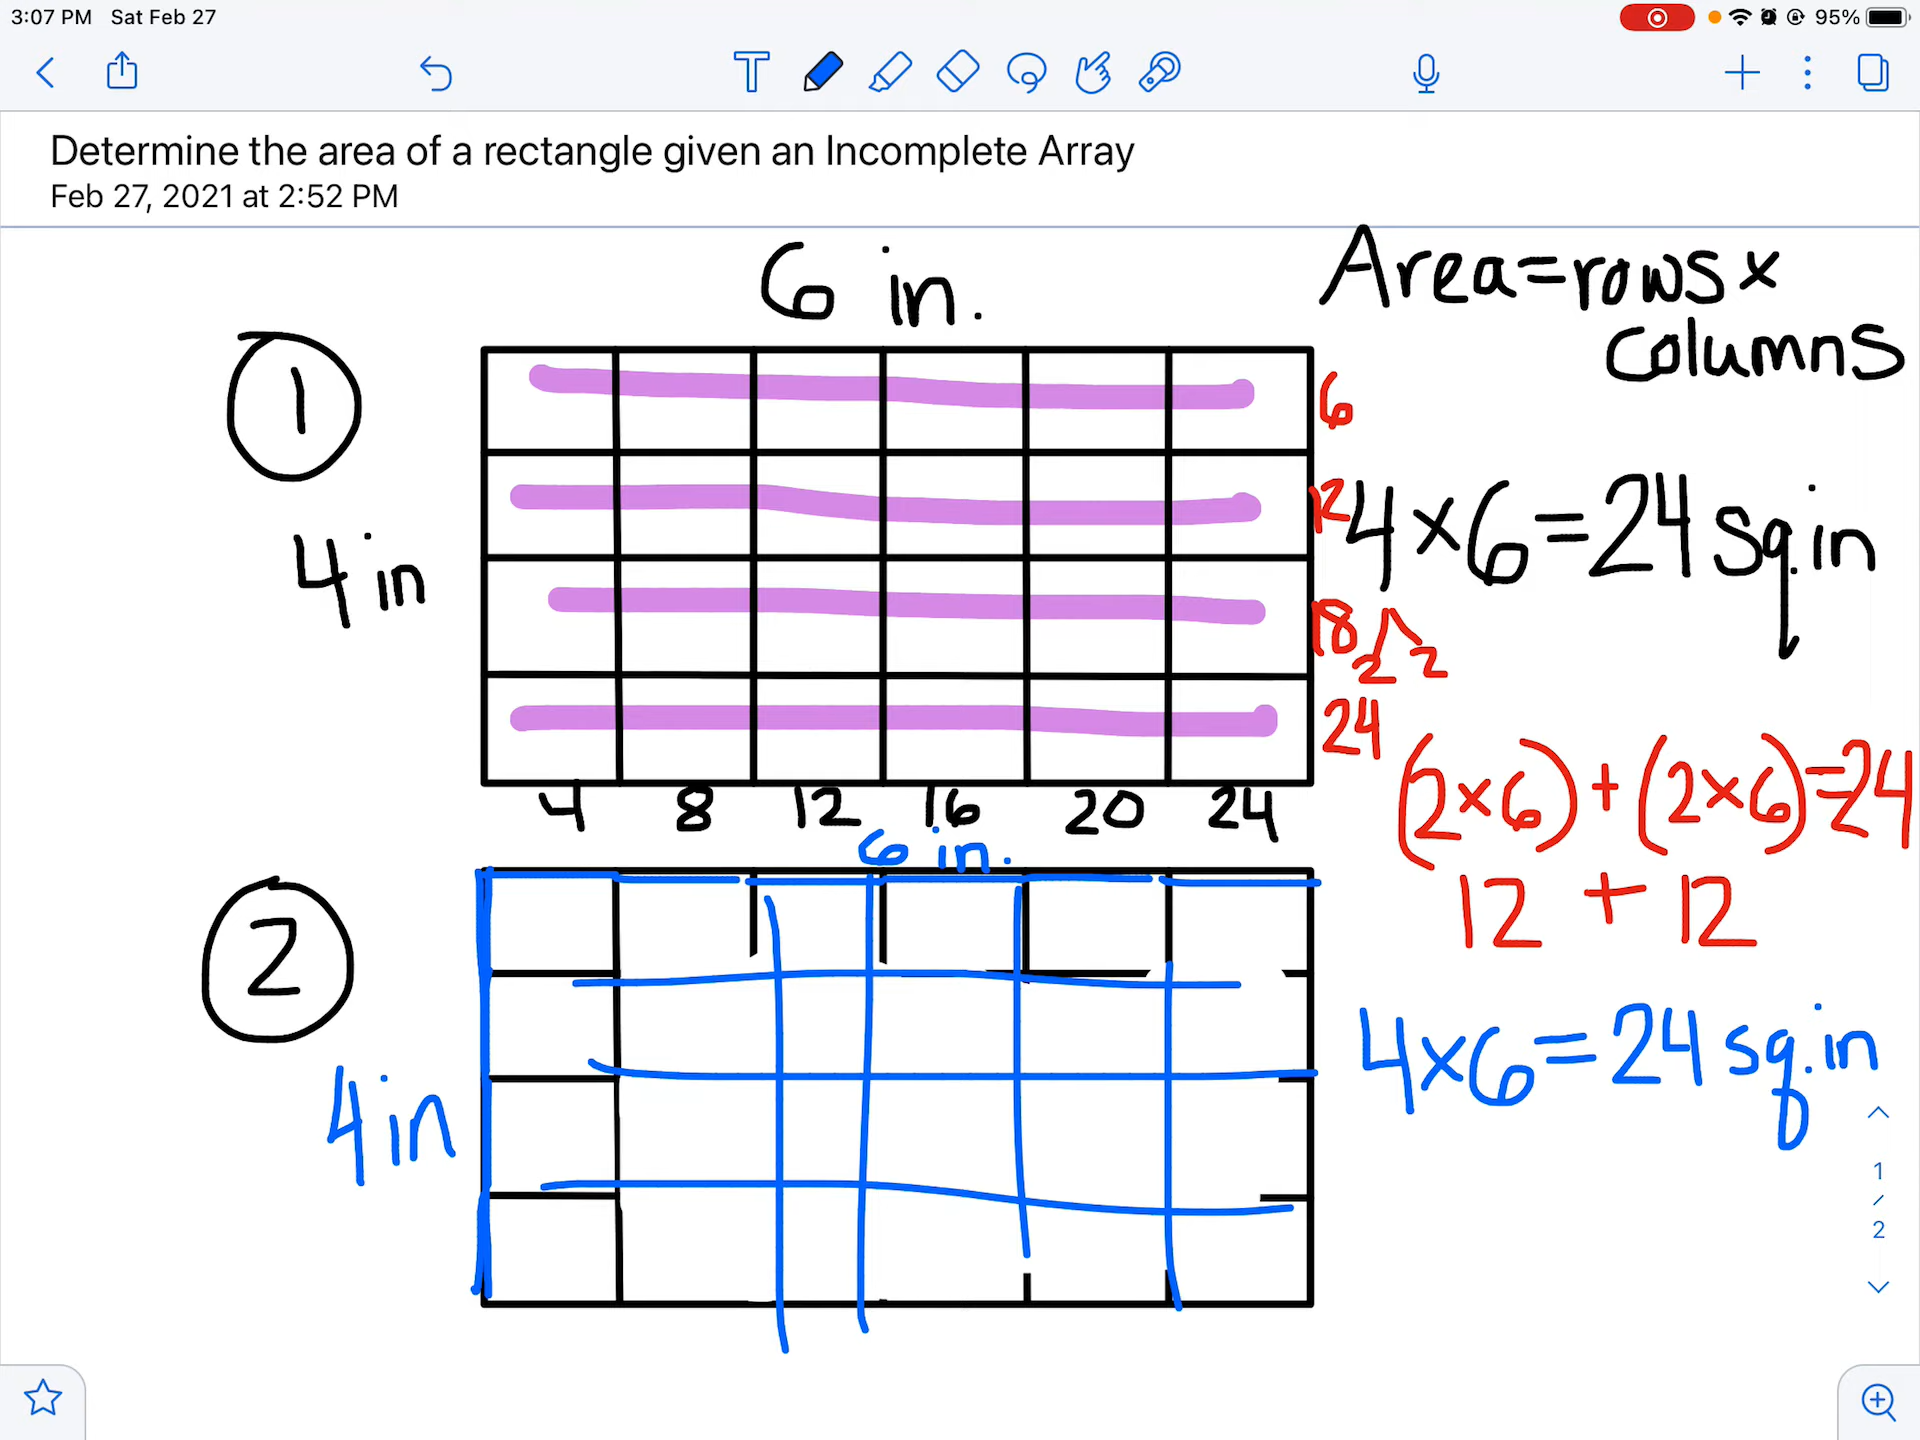 3:07 PM Sat Feb 27
95%
Determine the area of a rectangle given an Incomplete Array
Feb 27, 2021 at 2:52 PM
6 in.
Area=rows x
columns
1
4 in
6
12
18
24
4x6=24 sq.in
2 2
(2x6)+(2x6)=24
12 + 12
4 8 12 16 20 24
6 in.
2
4in
4x6=24 sq.in
1
/
2